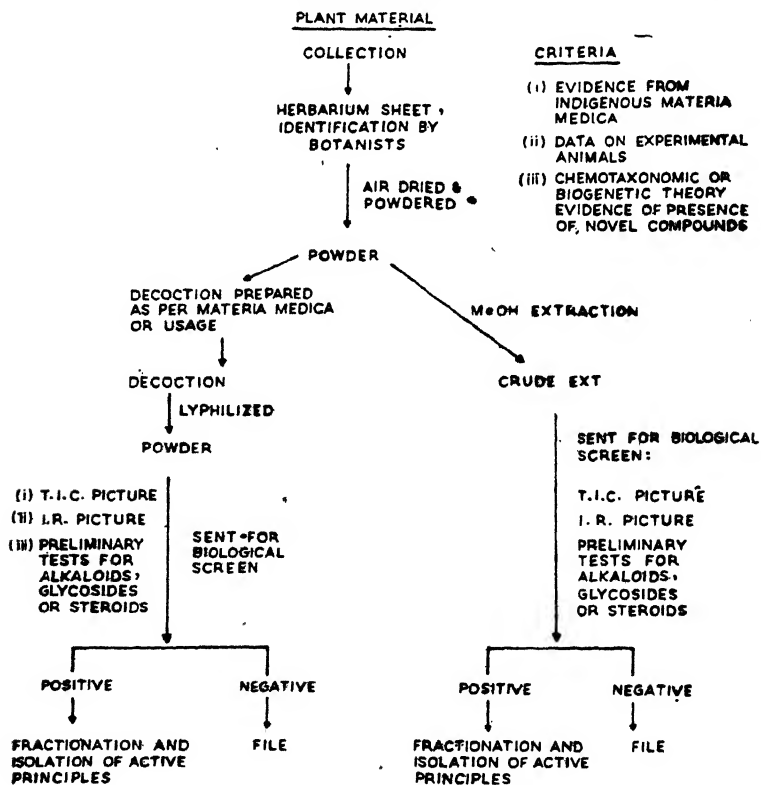 PLANT MATERIAL
COLLECTION
HERBARIUM SHEET,
IDENTIFICATION BY
BOTANISTS
AIR DRIED &
POWDERED
POWDER
CRITERIA
(i) EVIDENCE FROM
INDIGENOUS MATERIA
MEDICA
(ii) DATA ON EXPERIMENTAL
ANIMALS
(iii) CHEMOTAXONOMIC OR
BIOGENETIC THEORY
EVIDENCE OF PRESENCE
OF, NOVEL COMPOUNDS
DECOCTION PREPARED
AS PER MATERIA MEDICA
OR USAGE
DECOCTION
LYPHILIZED
POWDER
(i) T.I.C. PICTURE
(ii) I.R. PICTURE
(iii) PRELIMINARY
TESTS FOR
ALKALOIDS,
GLYCOSIDES
OR STEROIDS
SENT FOR
BIOLOGICAL
SCREEN
POSITIVE
NEGATIVE
FRACTIONATION AND
ISOLATION OF ACTIVE
PRINCIPLES
FILE
MeOH EXTRACTION
CRUDE EXT
SENT FOR BIOLOGICAL
SCREEN:
T.I.C. PICTURE
I. R. PICTURE
PRELIMINARY
TESTS FOR
ALKALOIDS,
GLYCOSIDES
OR STEROIDS
POSITIVE
NEGATIVE
FRACTIONATION AND
ISOLATION OF ACTIVE
PRINCIPLES
FILE